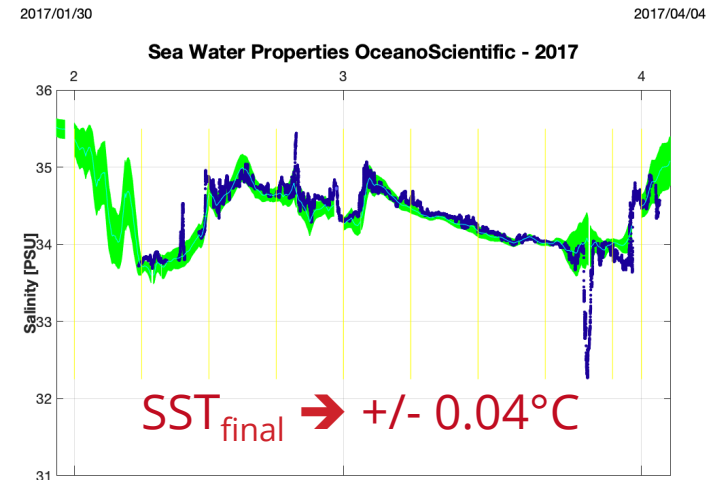 2017/01/30 2017/04/04
Sea Water Properties OceanoScientific - 2017
2 3 4
36
35
34
33
32
31
Salinity [PSU]
SSTfinal ➔ +/- 0.04°C